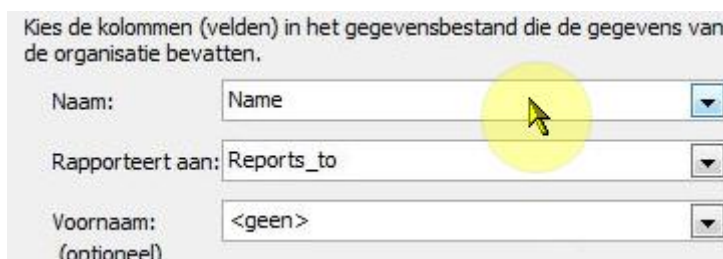 Kies de kolommen (velden) in het gegevensbestand die de gegevens van
de organisatie bevatten.
Naam: Name
Rapporteert aan: Reports_to
Voornaam: <geen>
(optioneel)